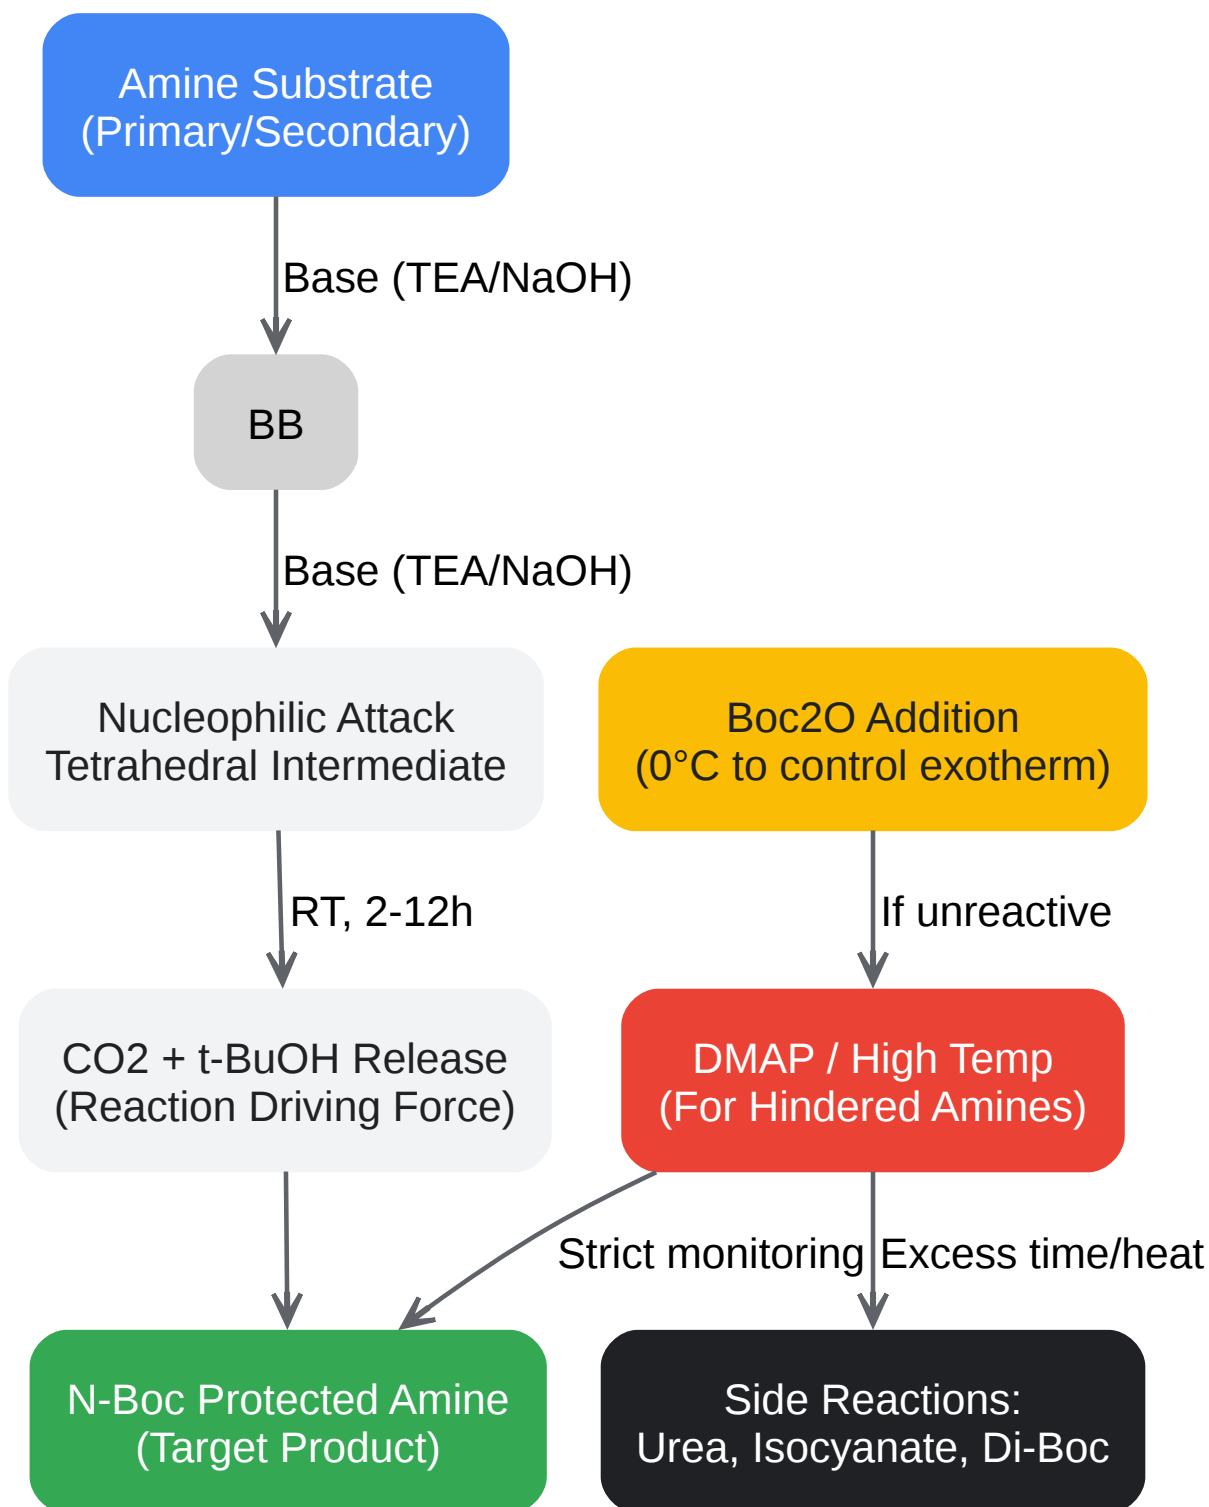 Amine Substrate
(Primary/Secondary)
Base (TEA/NaOH)
BB
Base (TEA/NaOH)
Nucleophilic Attack
Tetrahedral Intermediate
Boc2O Addition
(0°C to control exotherm)
RT, 2-12h
If unreactive
CO2 + t-BuOH Release
(Reaction Driving Force)
DMAP / High Temp
(For Hindered Amines)
Strict monitoring
Excess time/heat
N-Boc Protected Amine
(Target Product)
Side Reactions:
Urea, Isocyanate, Di-Boc